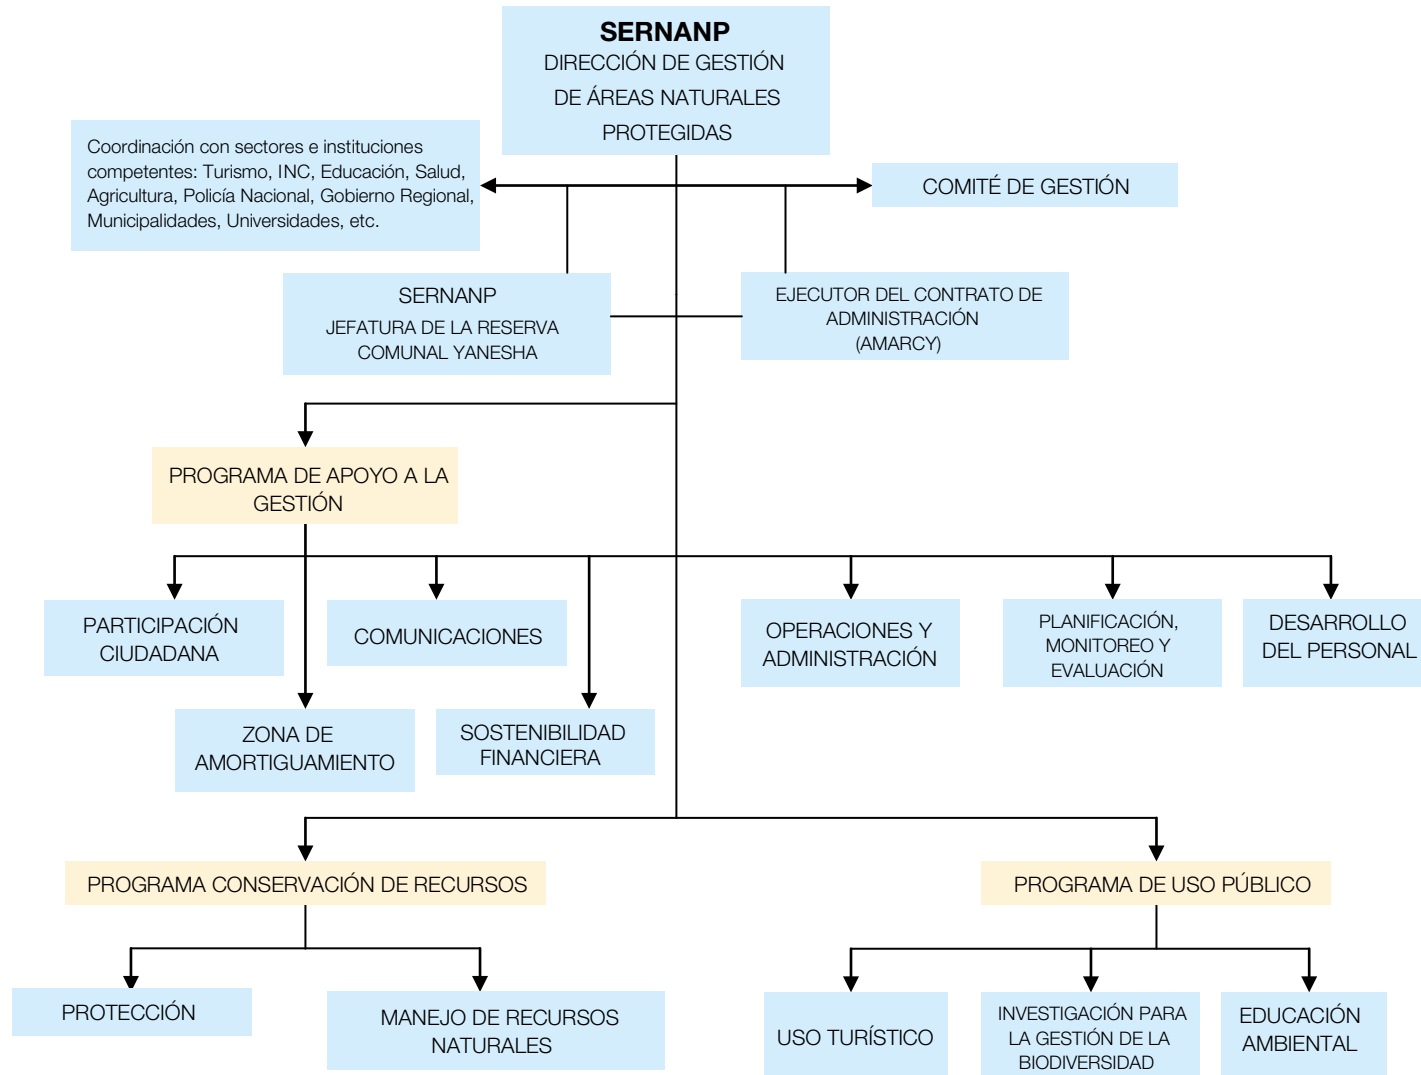 SERNANP
DIRECCIÓN DE GESTIÓN
DE ÁREAS NATURALES
PROTEGIDAS
Coordinación con sectores e instituciones
competentes: Turismo, INC, Educación, Salud,
Agricultura, Policía Nacional, Gobierno Regional,
Municipalidades, Universidades, etc.
COMITÉ DE GESTIÓN
SERNANP
JEFATURA DE LA RESERVA
COMUNAL YANESHA
EJECUTOR DEL CONTRATO DE
ADMINISTRACIÓN
(AMARCY)
PROGRAMA DE APOYO A LA
GESTIÓN
PARTICIPACIÓN
CIUDADANA
COMUNICACIONES
OPERACIONES Y
ADMINISTRACIÓN
PLANIFICACIÓN,
MONITOREO Y
EVALUACIÓN
DESARROLLO
DEL PERSONAL
ZONA DE
AMORTIGUAMIENTO
SOSTENIBILIDAD
FINANCIERA
PROGRAMA CONSERVACIÓN DE RECURSOS
PROGRAMA DE USO PÚBLICO
PROTECCIÓN
MANEJO DE RECURSOS
NATURALES
USO TURÍSTICO
INVESTIGACIÓN PARA
LA GESTIÓN DE LA
BIODIVERSIDAD
EDUCACIÓN
AMBIENTAL